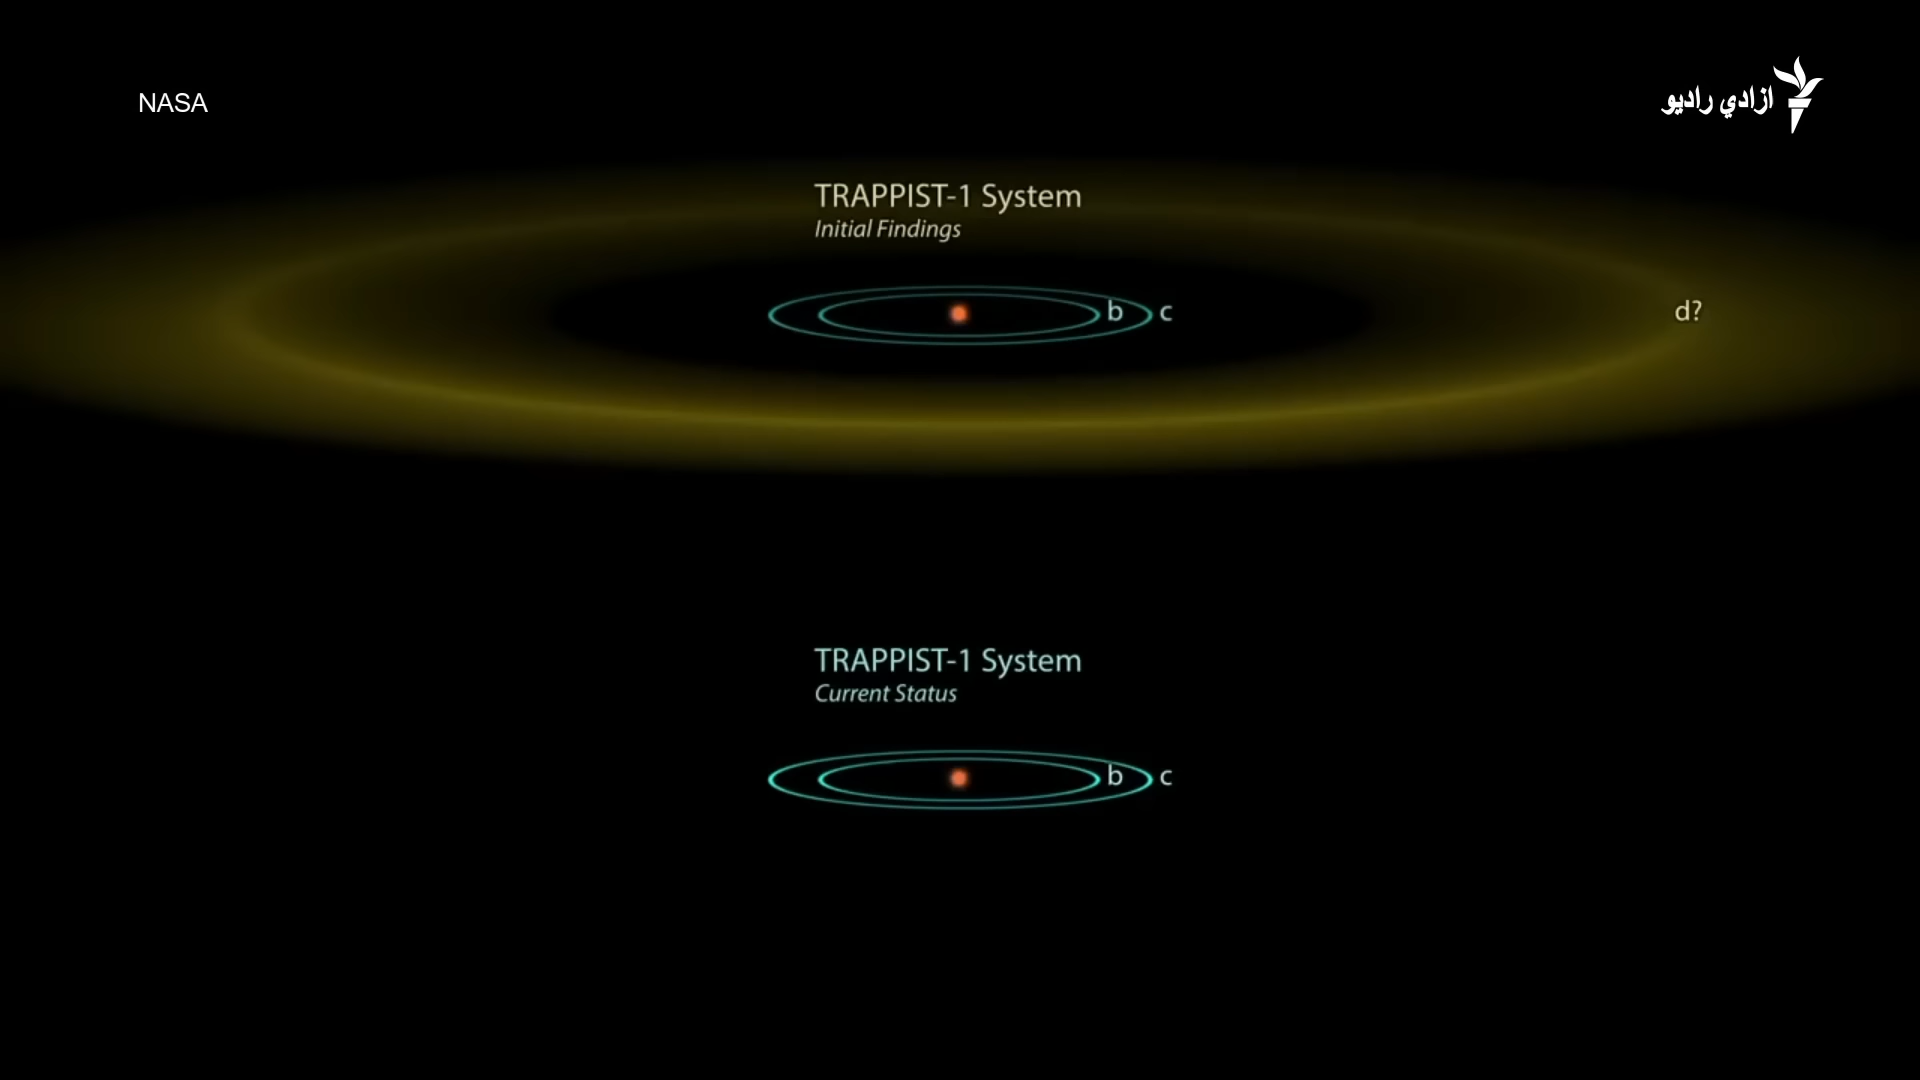 NASA
ازادي راديو
TRAPPIST-1 System
Initial Findings
b
c
d?
TRAPPIST-1 System
Current Status
b
c